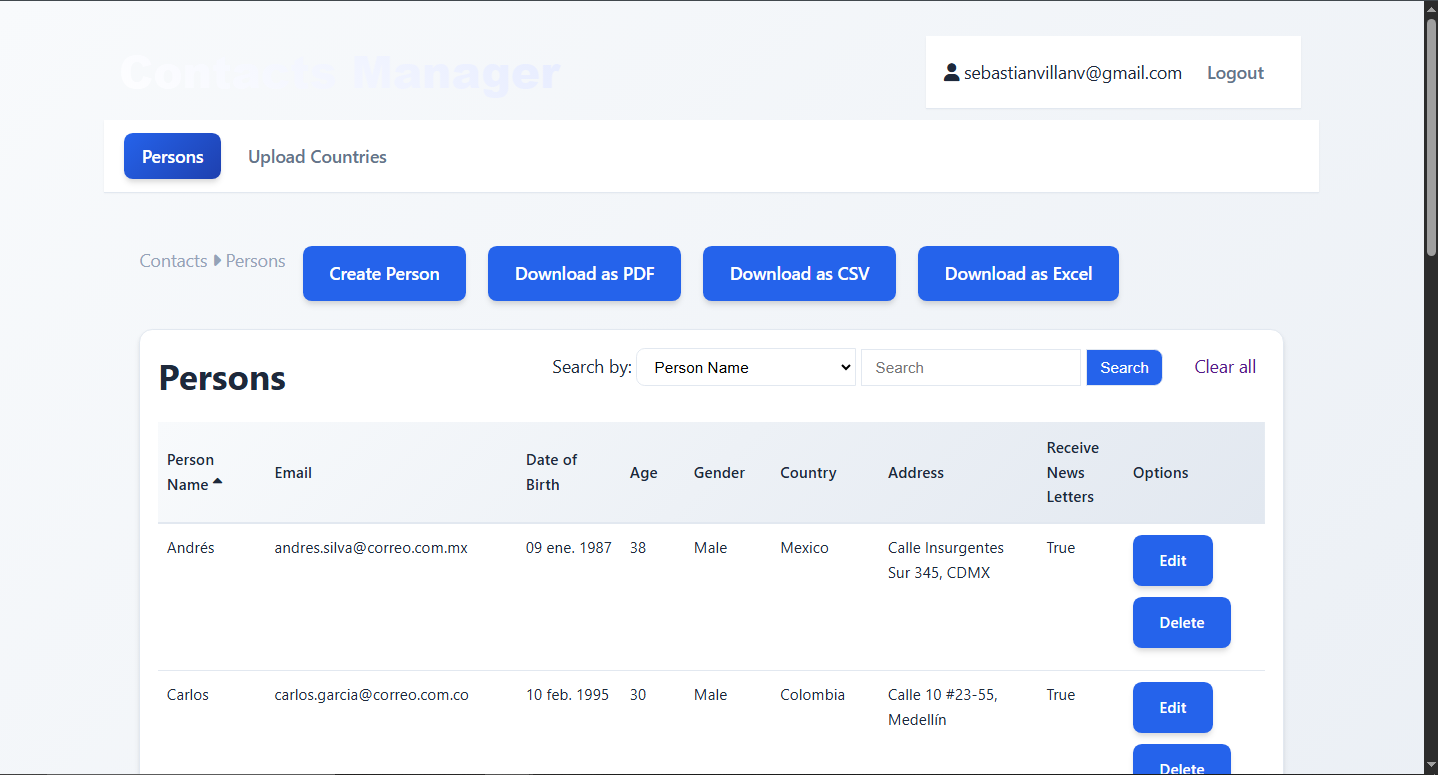 Contacts Manager
sebastianvillanv@gmail.com Logout
Persons Upload Countries
Contacts Persons Create Person Download as PDF Download as CSV Download as Excel
Persons Search by: Person Name Search Search Clear all
Person Name Email Date of Birth Age Gender Country Address Receive News Letters Options
Andrés andres.silva@correo.com.mx 09 ene. 1987 38 Male Mexico Calle Insurgentes Sur 345, CDMX True Edit
Delete
Carlos carlos.garcia@correo.com.co 10 feb. 1995 30 Male Colombia Calle 10 #23-55, Medellín True Edit
Delete